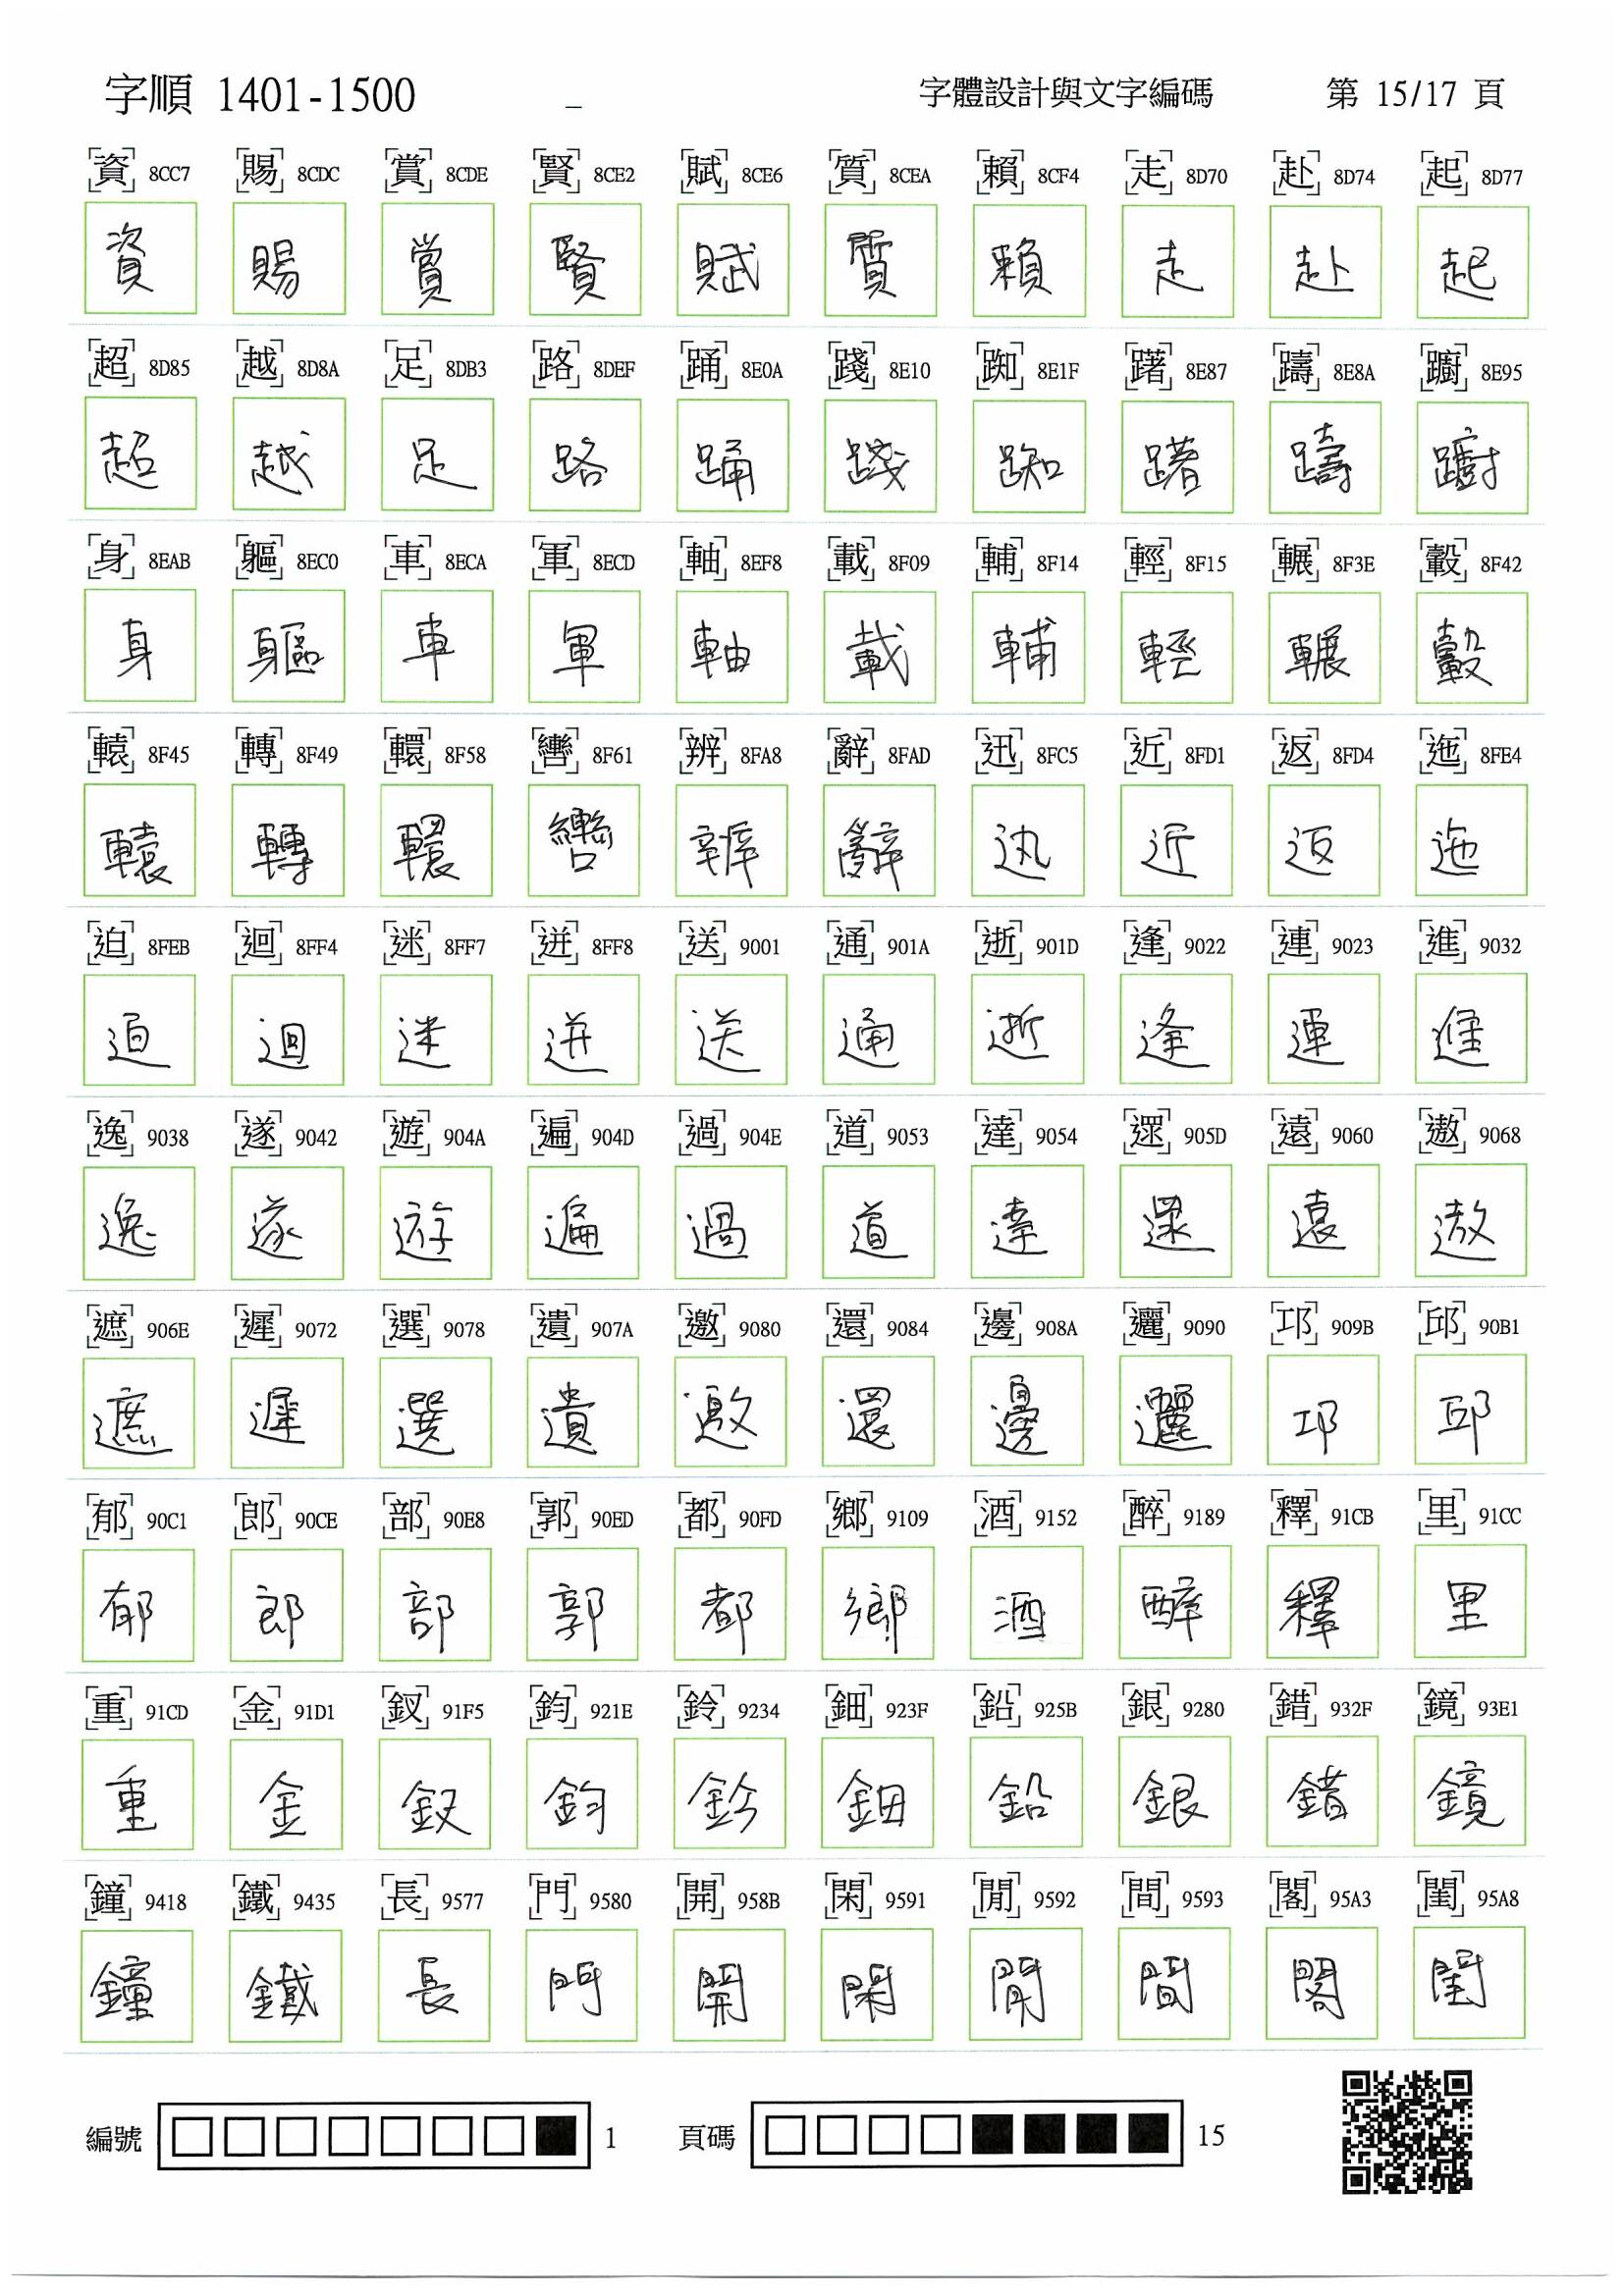 字順 1401-1500 _ 字體設計與文字編碼 第 15/17 頁
資 8CC7 賜 8CDC 賞 8CDE 賢 8CE2 賦 8CE6 質 8CEA 賴 8CF4 走 8D70 赴 8D74 起 8D77
資 賜 賞 賢 賦 質 賴 走 赴 起
超 8D85 越 8D8A 足 8DB3 路 8DEF 踊 8E0A 踐 8E10 踟 8E1F 躇 8E87 躊 8E8A 躕 8E95
超 越 足 路 踊 踐 踟 躇 躊 躕
身 8EAB 軀 8EC0 車 8ECA 軍 8ECD 軸 8EF8 載 8F09 輔 8F14 輕 8F15 輾 8F3E 轂 8F42
身 軀 車 軍 軸 載 輔 輕 輾 轂
轅 8F45 轉 8F49 轘 8F58 轡 8F61 辨 8FA8 辭 8FAD 迅 8FC5 近 8FD1 返 8FD4 迤 8FE4
轅 轉 轘 轡 辨 辭 迅 近 返 迤
迫 8FEB 迴 8FF4 迷 8FF7 迸 8FF8 送 9001 通 901A 逝 901D 逢 9022 連 9023 進 9032
迫 迴 迷 迸 送 通 逝 逢 連 進
逸 9038 遂 9042 遊 904A 遍 904D 過 904E 道 9053 達 9054 遝 905D 遠 9060 遨 9068
逸 遂 遊 遍 過 道 達 遝 遠 遨
遮 906E 遲 9072 選 9078 遺 907A 邀 9080 還 9084 邊 908A 邐 9090 邛 909B 邱 90B1
遮 遲 選 遺 邀 還 邊 邐 邛 邱
郁 90C1 郎 90CE 部 90E8 郭 90ED 都 90FD 鄉 9109 酒 9152 醉 9189 釋 91CB 里 91CC
郁 郎 部 郭 都 鄉 酒 醉 釋 里
重 91CD 金 91D1 釵 91F5 鈞 921E 鈴 9234 鈿 923F 鉛 925B 銀 9280 錯 932F 鏡 93E1
重 金 釵 鈞 鈴 鈿 鉛 銀 錯 鏡
鐘 9418 鐵 9435 長 9577 門 9580 開 958B 閑 9591 閒 9592 間 9593 閣 95A3 閨 95A8
鐘 鐵 長 門 開 閑 閒 間 閣 閨
編號 1 頁碼 15